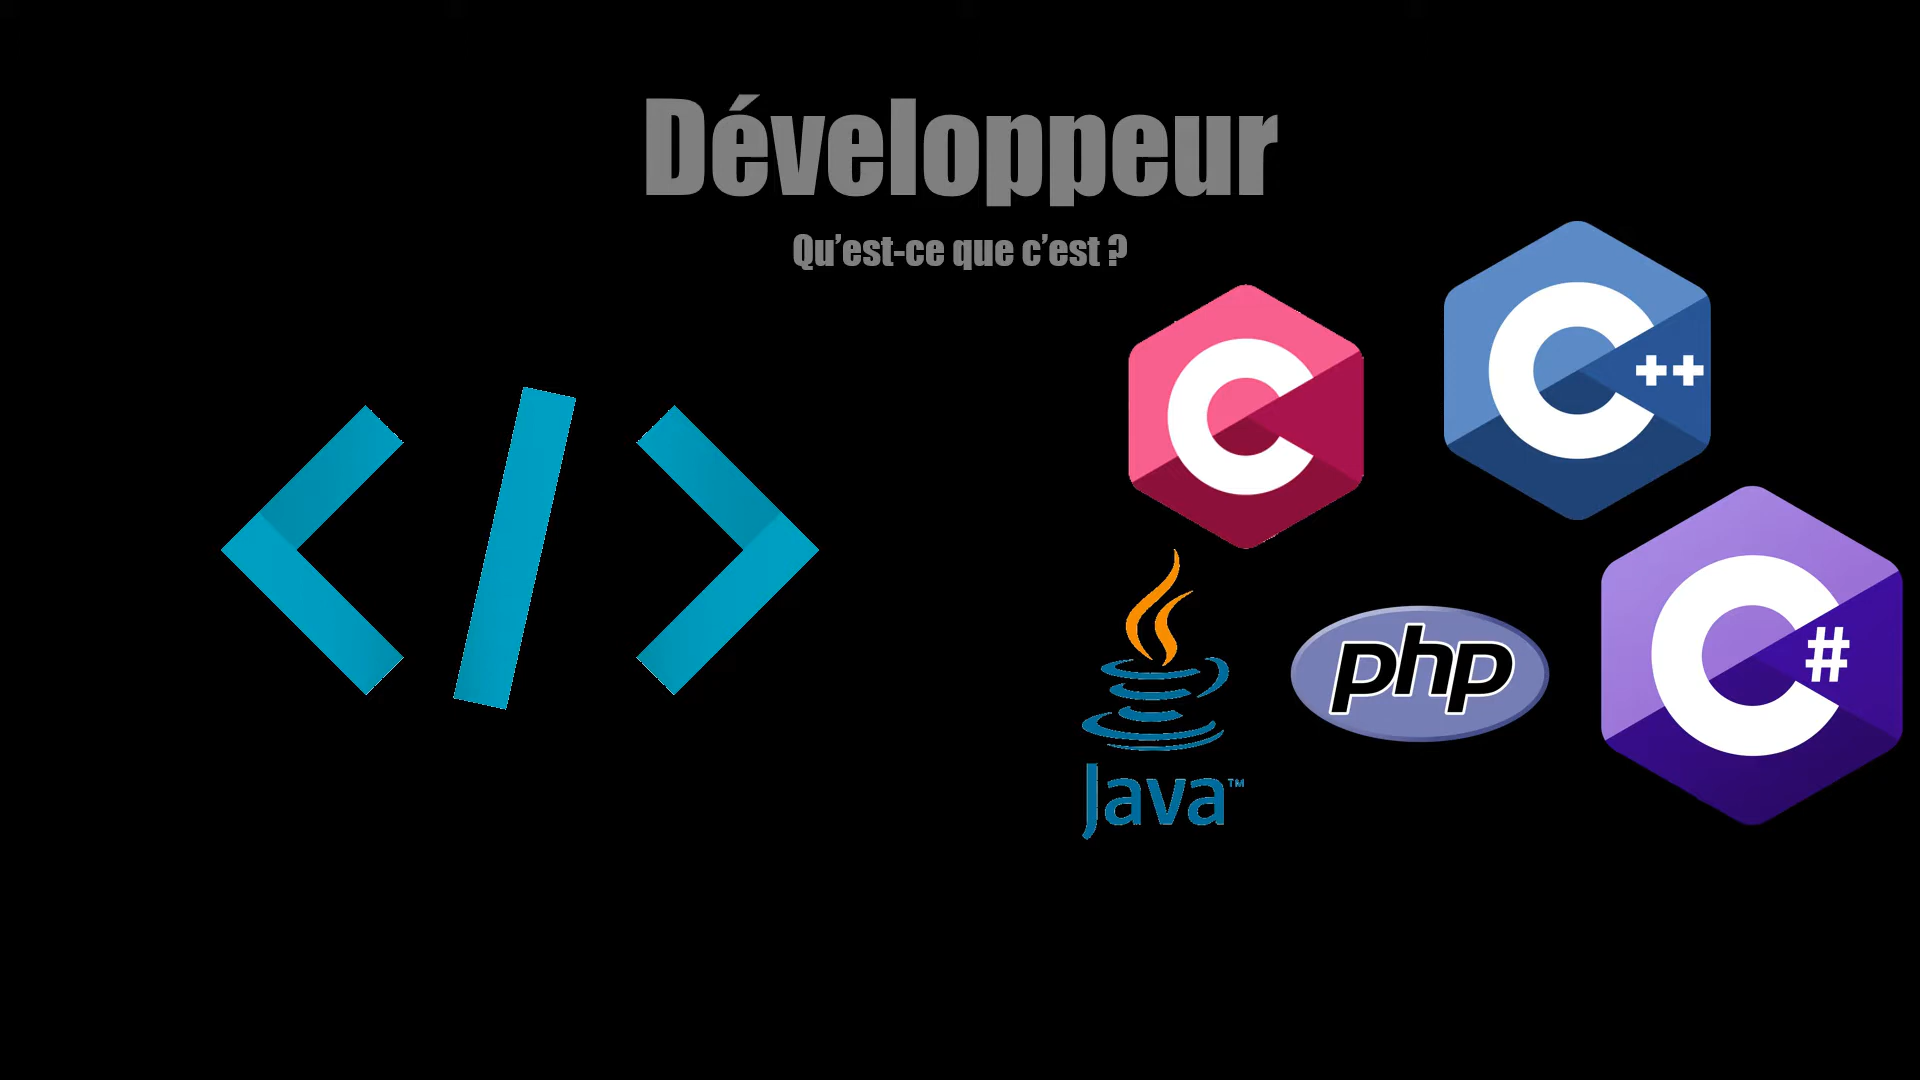 Développeur
Qu’est-ce que c’est ?
C
C++
C#
php
Java™